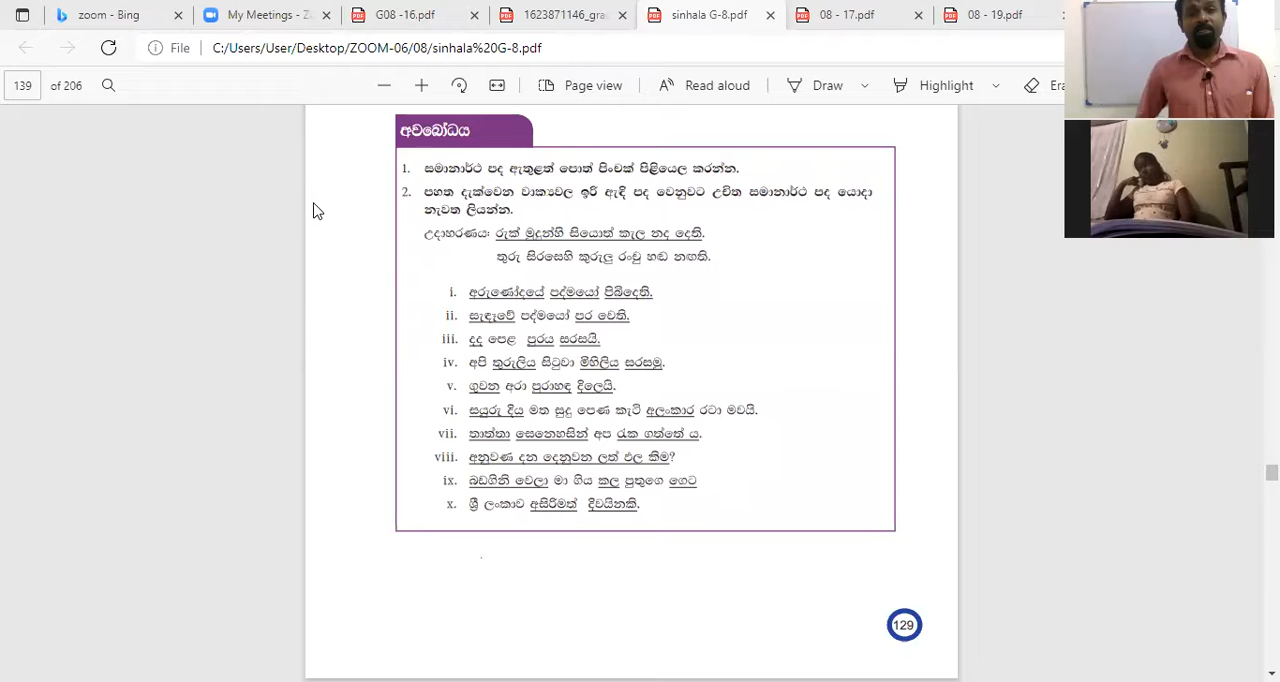 zoom - Bing
My Meetings - Z
G08 -16.pdf
1623871146_gra
sinhala G-8.pdf
08 - 17.pdf
08 - 19.pdf
File C:/Users/User/Desktop/ZOOM-06/08/sinhala%20G-8.pdf
139 of 206 Page view Read aloud Draw Highlight Era
අවබෝධය
1. සමානාර්ථ පද ඇතුළත් පොත් පිංචක් පිළියෙල කරන්න.
2. පහත දැක්වෙන වාක්‍යවල ඉරි ඇඳි පද වෙනුවට උචිත සමානාර්ථ පද යොදා
නැවත ලියන්න.
උදාහරණය: රුක් මුදුන්හි සියොත් කැල නද දෙති.
තුරු සිරසෙහි කුරුලු රංචු හඬ නඟති.
i. අරුණෝදයේ පද්මයෝ පිබිදෙති.
ii. සැඳෑවේ පද්මයෝ පර වෙති.
iii. දද පෙළ පුරය සරසයි.
iv. අපි තුරුලිය සිටුවා මිහිලිය සරසමු.
v. ගුවන අරා පුරාහඳ දිලෙයි.
vi. සයුරු දිය මත සුදු පෙණ කැටි අලංකාර රටා මවයි.
vii. තාත්තා සෙනෙහසින් අප රැක ගත්තේ ය.
viii. අනුවණ දන දෙනුවන ලත් ඵල කිම?
ix. බඩගිනි වෙලා මා ගිය කල පුතුගෙ ගෙට
x. ශ්‍රී ලංකාව අසිරිමත් දිවයිනකි.
129